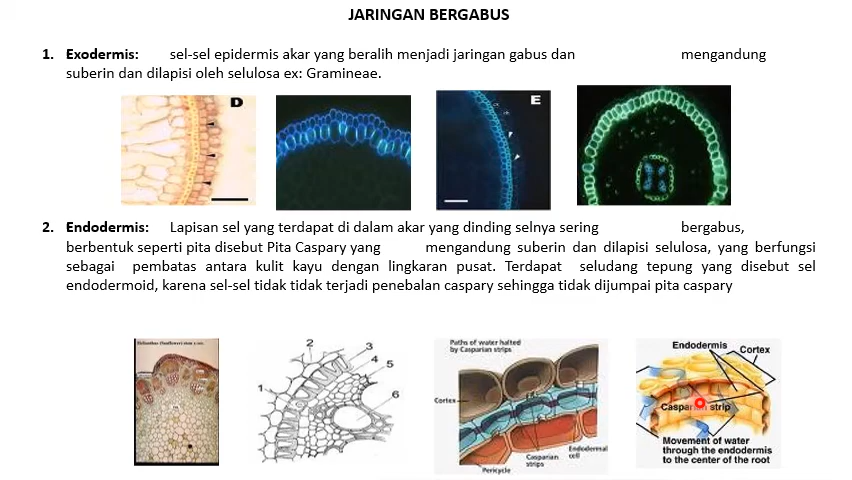 JARINGAN BERGABUS
1. Exodermis: sel-sel epidermis akar yang beralih menjadi jaringan gabus dan mengandung
suberin dan dilapisi oleh selulosa ex: Gramineae.
D
E
2. Endodermis: Lapisan sel yang terdapat di dalam akar yang dinding selnya sering bergabus,
berbentuk seperti pita disebut Pita Caspary yang mengandung suberin dan dilapisi selulosa, yang berfungsi
sebagai pembatas antara kulit kayu dengan lingkaran pusat. Terdapat seludang tepung yang disebut sel
endodermoid, karena sel-sel tidak tidak terjadi penebalan caspary sehingga tidak dijumpai pita caspary
1
2
3
4
5
6
Paths of water halted
by Casparian strips
Cortex
Casparian
strips
Endodermal
cell
Pericycle
Endodermis
Cortex
Casparian strip
Movement of water
through the endodermis
to the center of the root